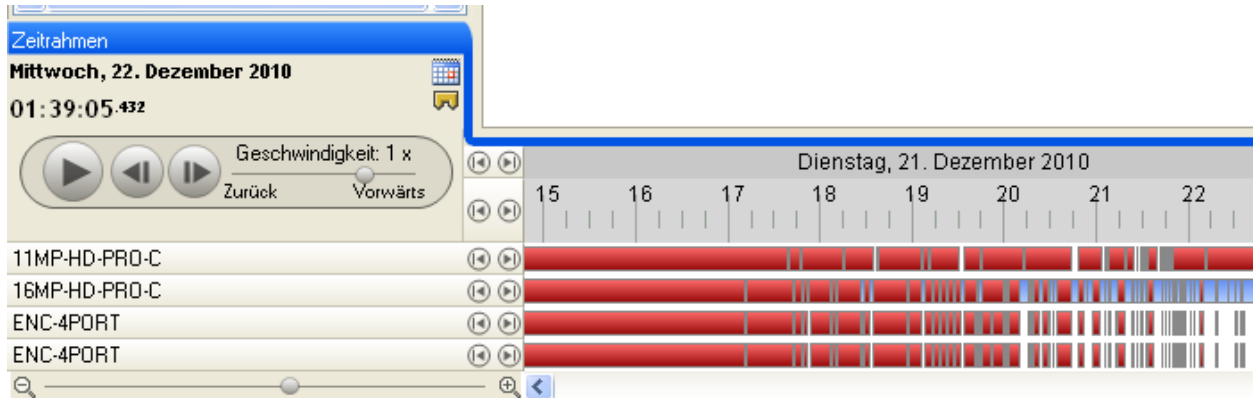 Zeitrahmen
Mittwoch, 22. Dezember 2010
01:39:05.432
Geschwindigkeit: 1 x
Zurück Vorwärts
Dienstag, 21. Dezember 2010
15 16 17 18 19 20 21 22
11MP-HD-PRO-C
16MP-HD-PRO-C
ENC-4PORT
ENC-4PORT